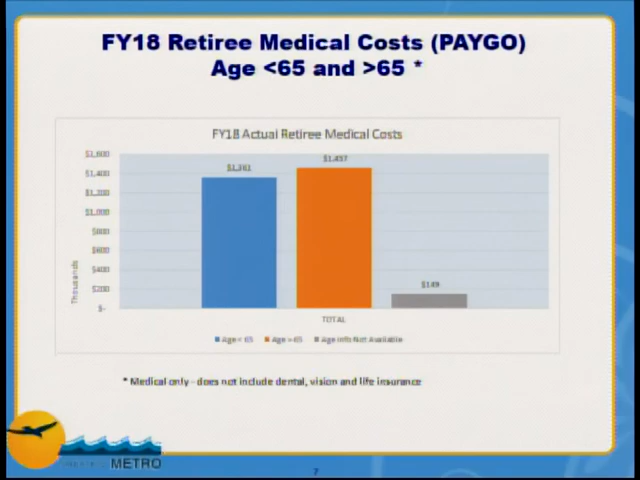 FY18 Retiree Medical Costs (PAYGO)
Age <65 and >65 *
FY18 Actual Retiree Medical Costs
$1,600
$1,400
$1,200
$1,000
$800
$600
$400
$200
$-
Thousands
$1,361
$1,457
$149
TOTAL
Age < 65
Age > 65
Age Info Not Available
* Medical only - does not include dental, vision and life insurance
METRO
7